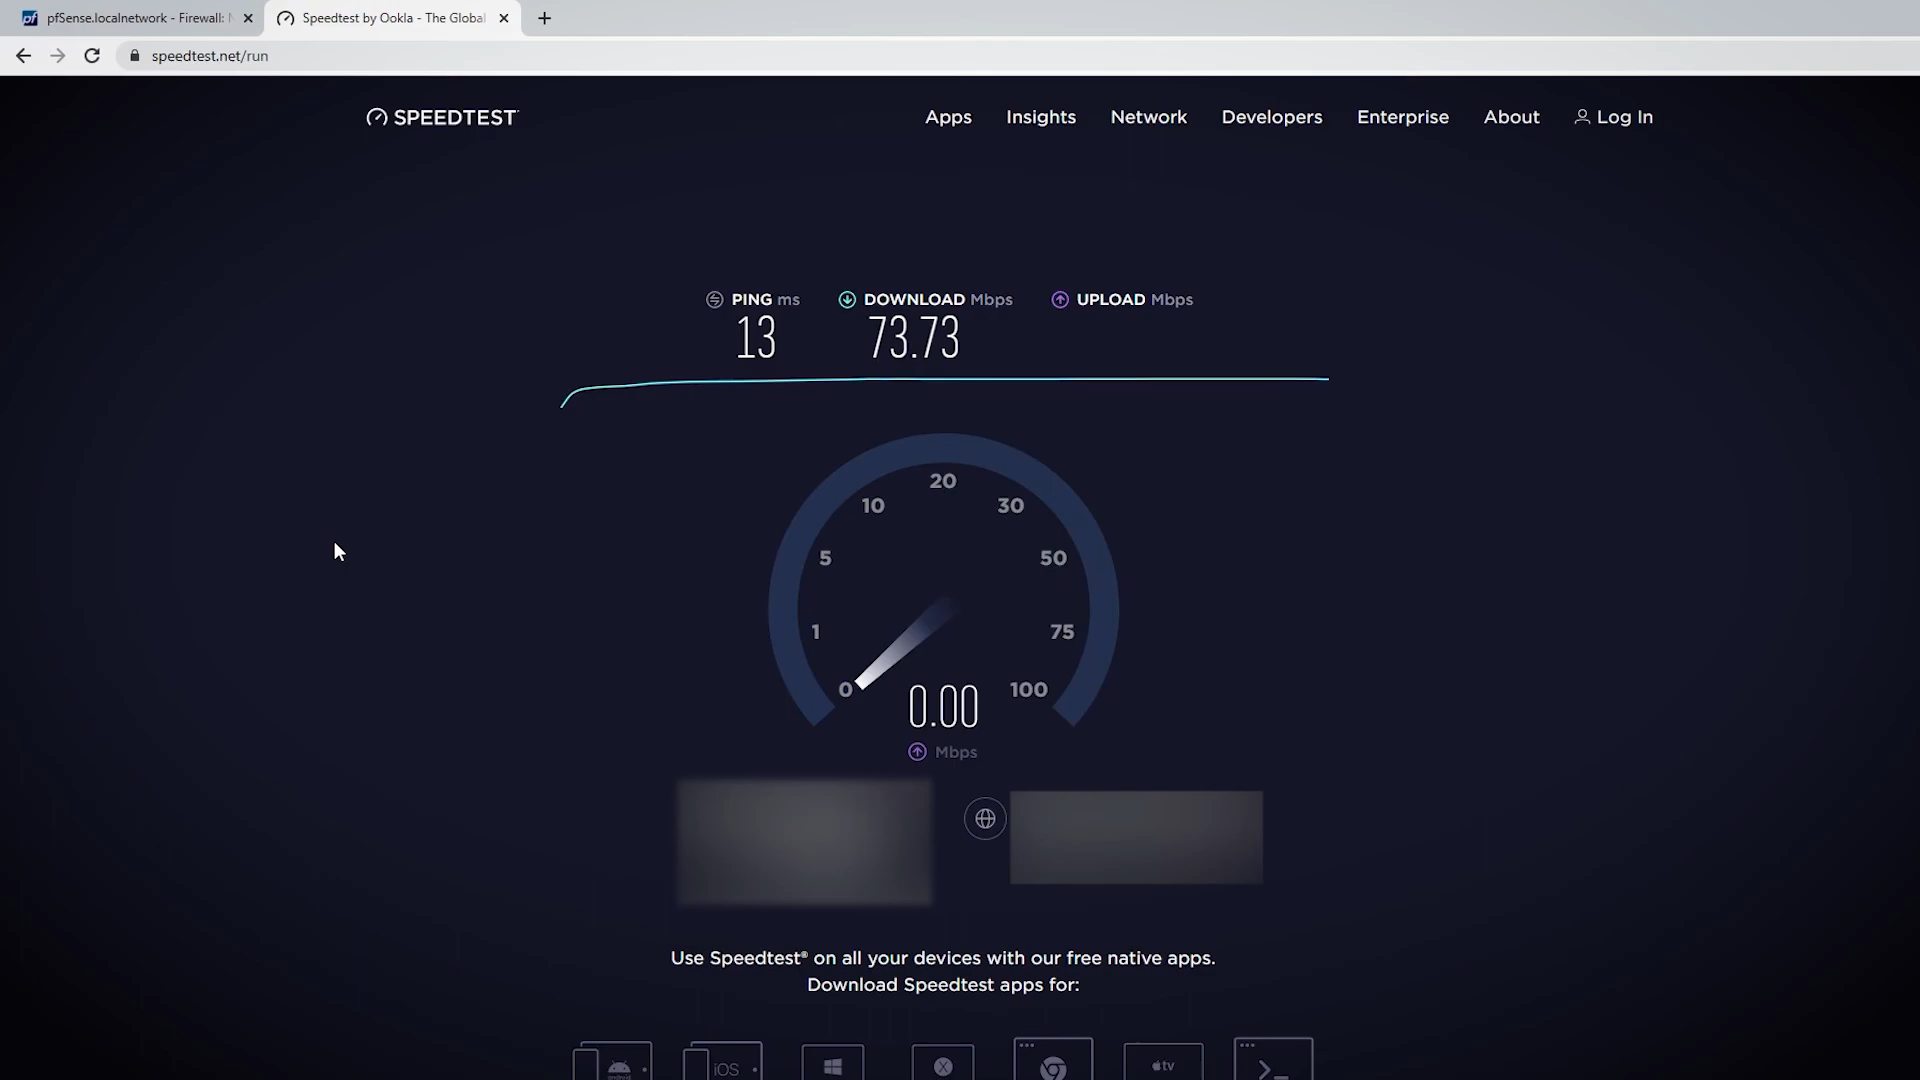 pf pfSense.localnetwork - Firewall:
Speedtest by Ookla - The Global
speedtest.net/run
SPEEDTEST
Apps Insights Network Developers Enterprise About Log In
PING ms DOWNLOAD Mbps UPLOAD Mbps
13 73.73
20
10 30
5 50
1 75
0 100
0.00
Mbps
Use Speedtest® on all your devices with our free native apps.
Download Speedtest apps for:
android iOS X tv >_